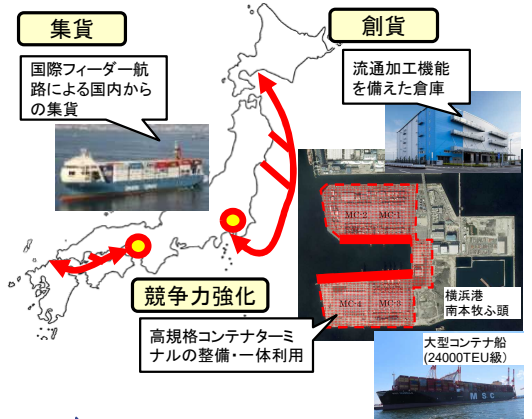 集貨
国際フィーダー航
路による国内から
の集貨
創貨
流通加工機能
を備えた倉庫
MC-2
MC-1
MC-4
MC-3
横浜港
南本牧ふ頭
競争力強化
高規格コンテナターミ
ナルの整備・一体利用
大型コンテナ船
(24000TEU級)
MSC